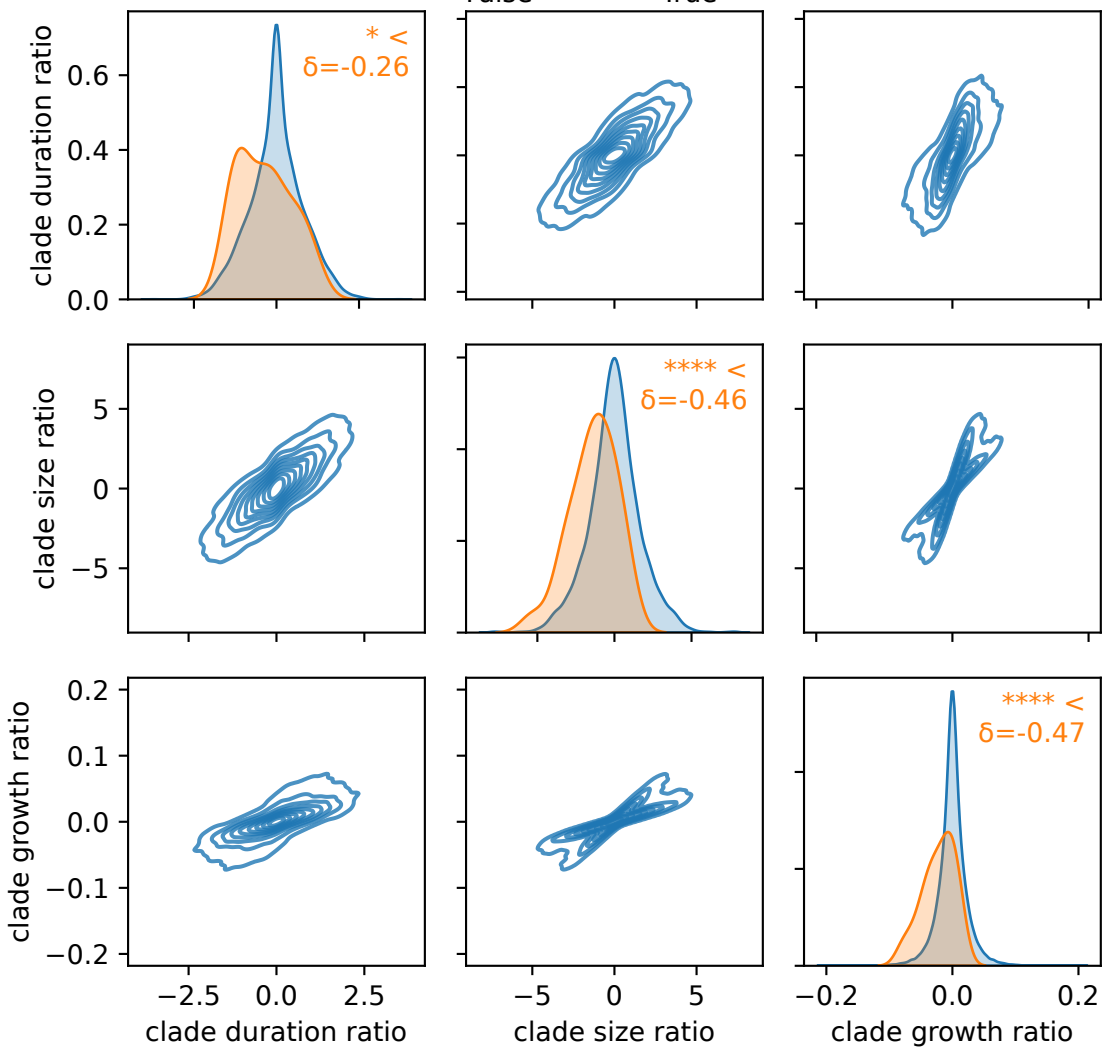 clade duration ratio
0.6
0.4
0.2
0.0
* <
δ=-0.26
clade size ratio
5
0
−5
**** <
δ=-0.46
clade growth ratio
0.2
0.1
0.0
−0.1
−0.2
**** <
δ=-0.47
−2.5 0.0 2.5
−5 0 5
−0.2 0.0 0.2
clade duration ratio
clade size ratio
clade growth ratio